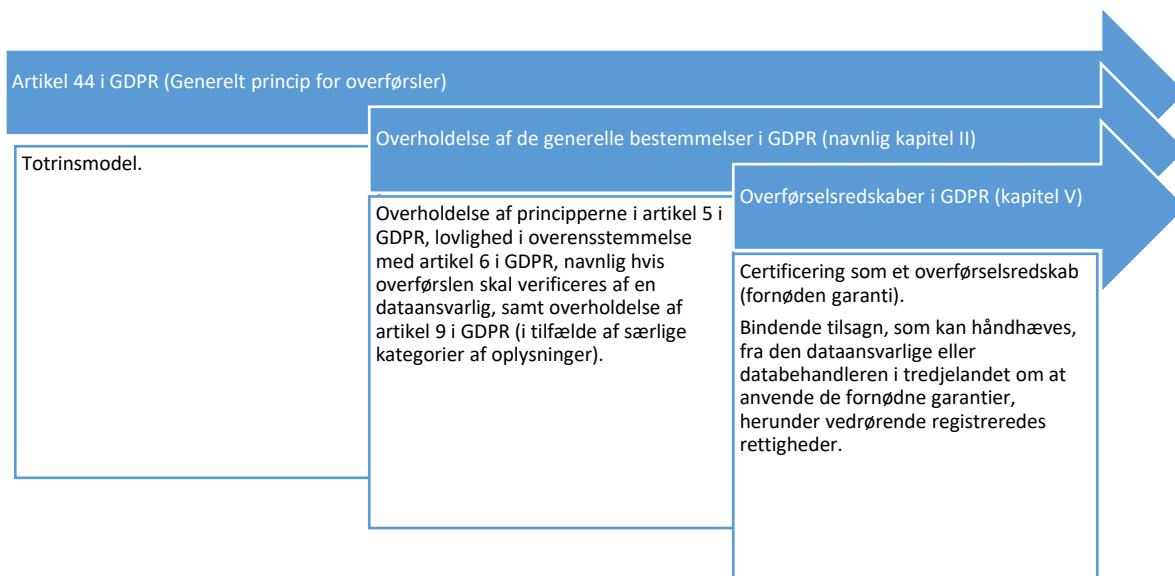 Artikel 44 i GDPR (Generelt princip for overførsler)
Totrinsmodel.
Overholdelse af de generelle bestemmelser i GDPR (navnlig kapitel II)
Overholdelse af principperne i artikel 5 i
GDPR, lovlighed i overensstemmelse
med artikel 6 i GDPR, navnlig hvis
overførslen skal verificeres af en
dataansvarlig, samt overholdelse af
artikel 9 i GDPR (i tilfælde af særlige
kategorier af oplysninger).
Overførselsredskaber i GDPR (kapitel V)
Certificering som et overførselsredskab
(fornøden garanti).
Bindende tilsagn, som kan håndhæves,
fra den dataansvarlige eller
databehandleren i tredjelandet om at
anvende de fornødne garantier,
herunder vedrørende registreredes
rettigheder.